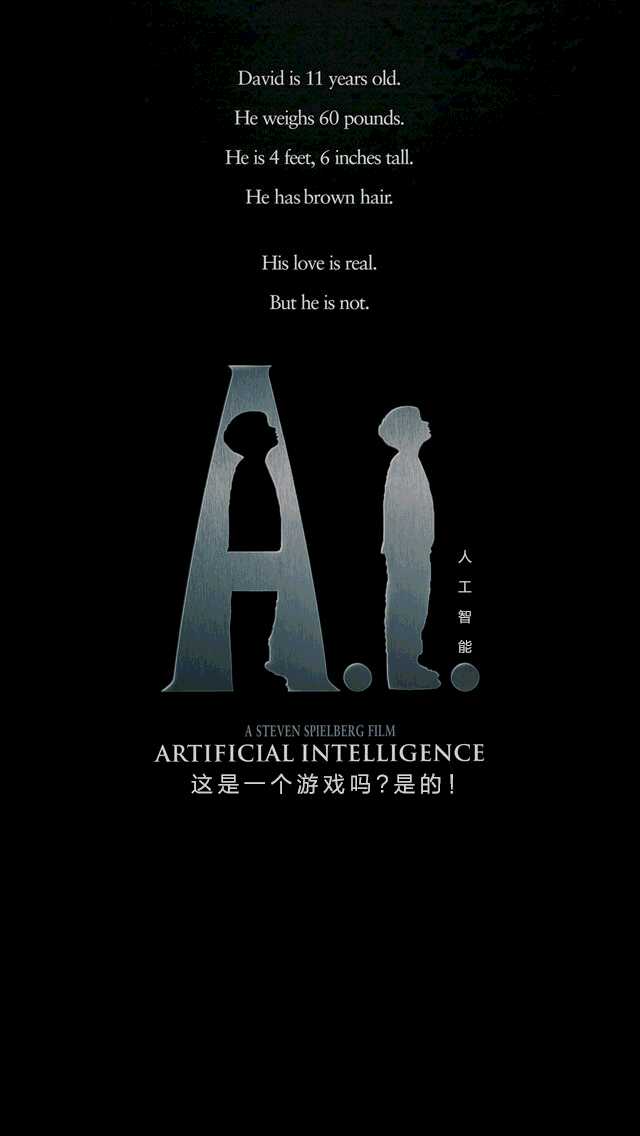 David is 11 years old.
He weighs 60 pounds.
He is 4 feet, 6 inches tall.
He has brown hair.
His love is real.
But he is not.
A.I.
人工智能
A STEVEN SPIELBERG FILM
ARTIFICIAL INTELLIGENCE
这是一个游戏吗?是的!